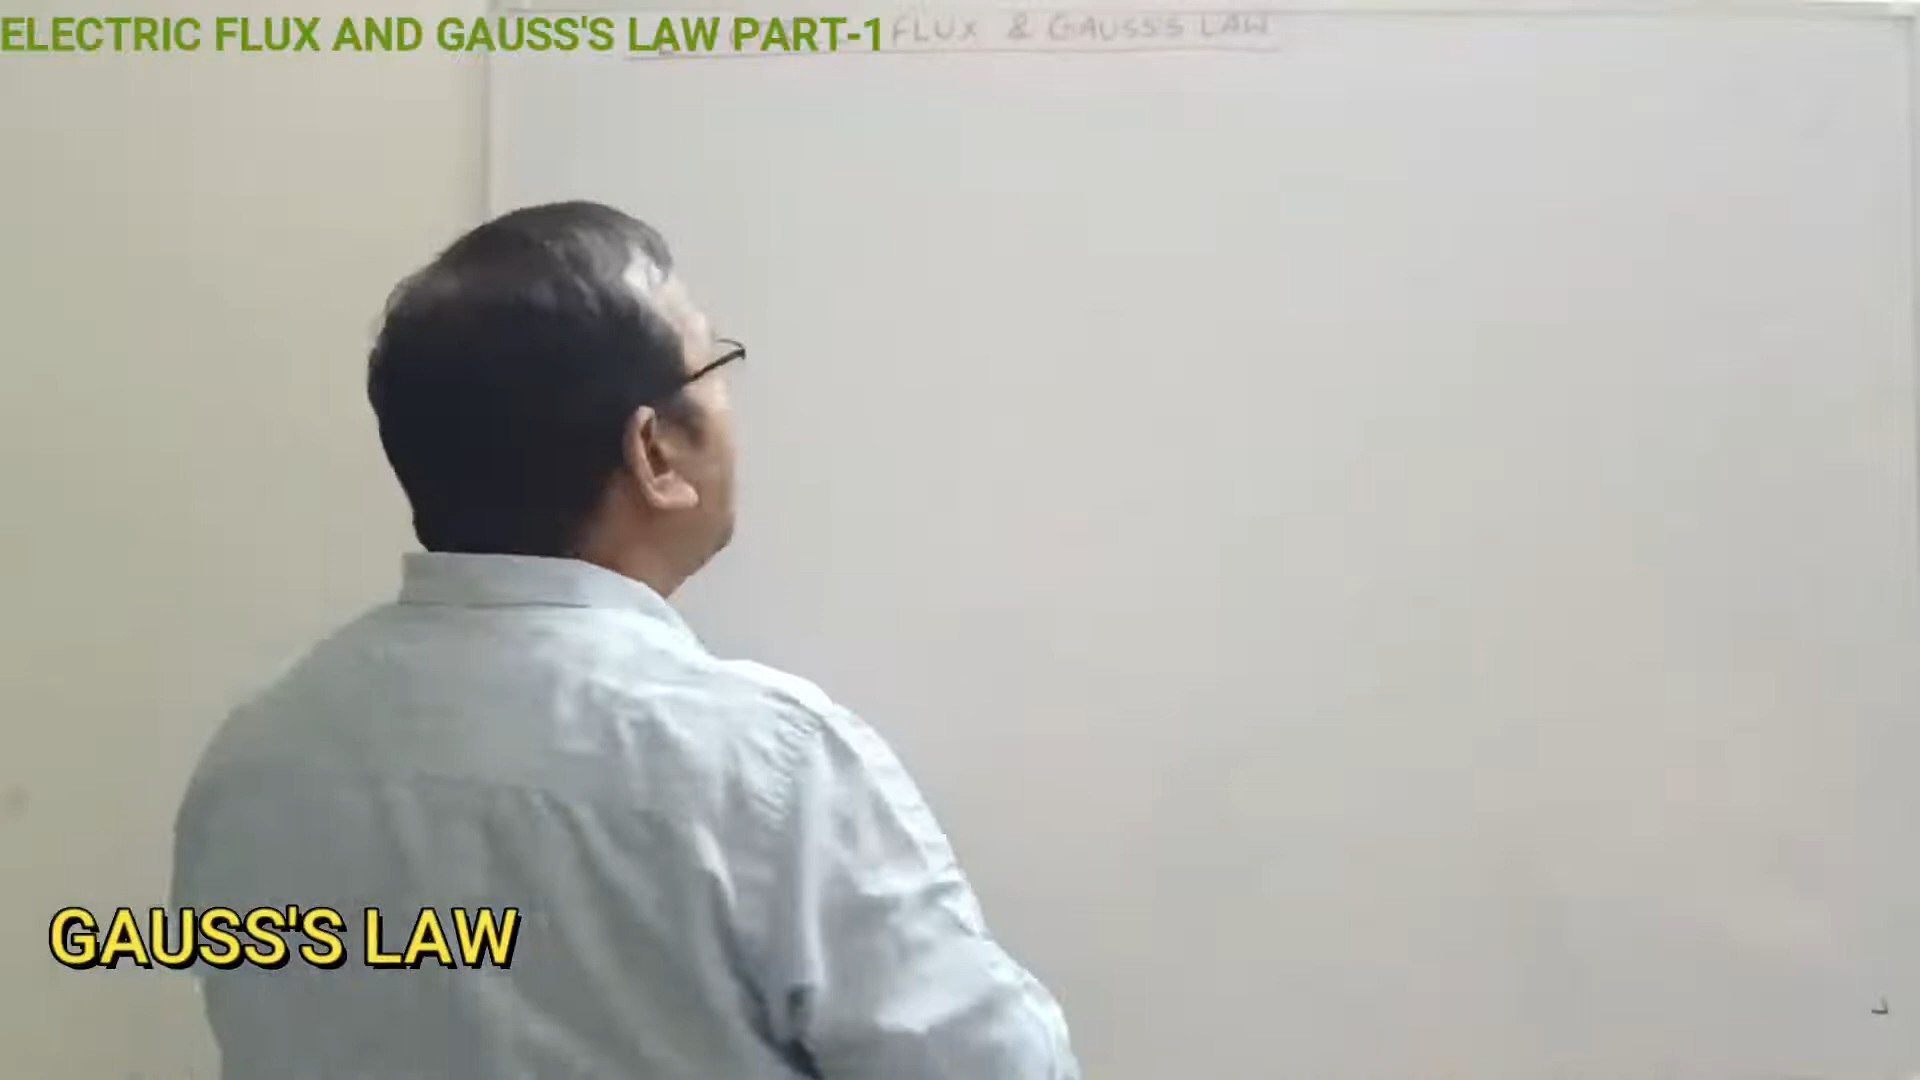 ELECTRIC FLUX AND GAUSS'S LAW PART-1
FLUX & GAUSS'S LAW
GAUSS'S LAW